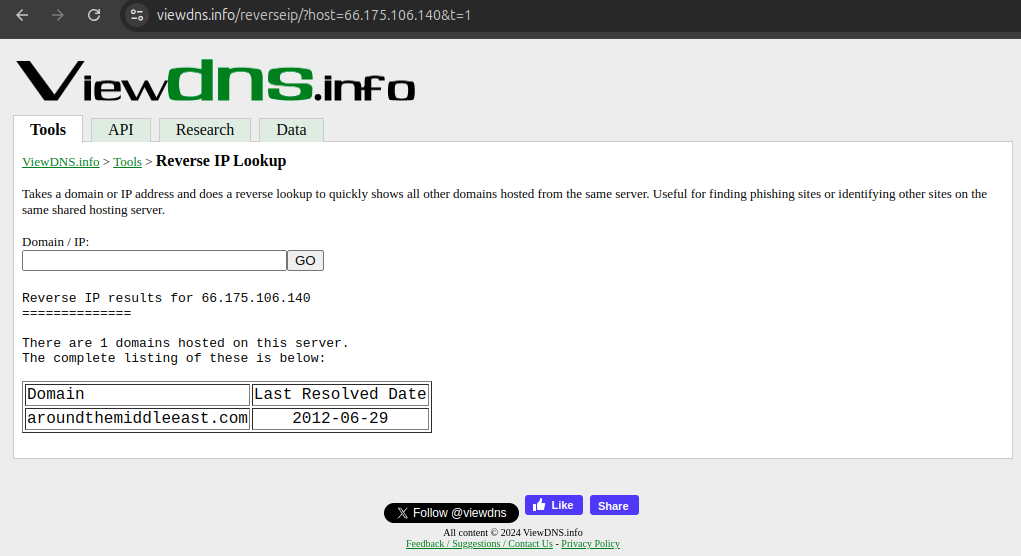 viewdns.info/reverseip/?host=66.175.106.140&t=1
Viewdns.info
Tools API Research Data
ViewDNS.info > Tools > Reverse IP Lookup
Takes a domain or IP address and does a reverse lookup to quickly shows all other domains hosted from the same server. Useful for finding phishing sites or identifying other sites on the
same shared hosting server.
Domain / IP:
GO
Reverse IP results for 66.175.106.140
==============
There are 1 domains hosted on this server.
The complete listing of these is below:
Domain Last Resolved Date
aroundthemiddleeast.com 2012-06-29
X Follow @viewdns Like Share
All content © 2024 ViewDNS.info
Feedback / Suggestions / Contact Us - Privacy Policy